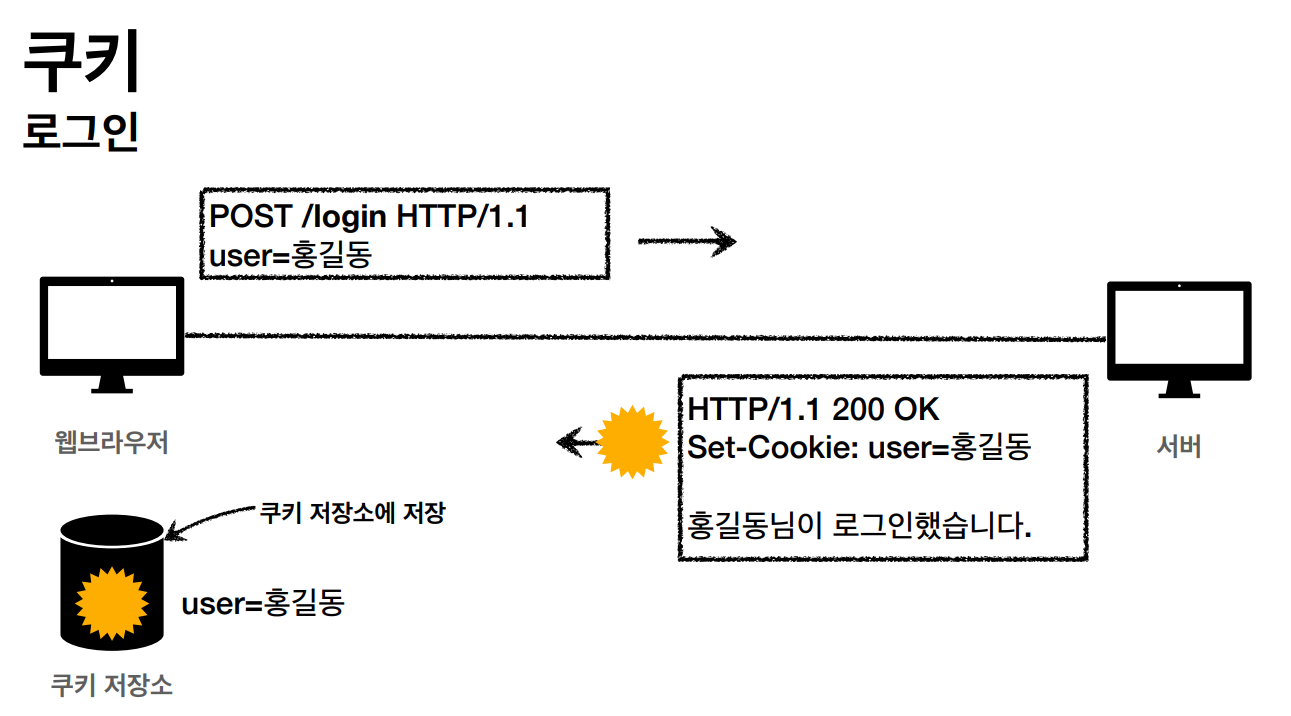 쿠키
로그인
POST /login HTTP/1.1
user=홍길동
웹브라우저
HTTP/1.1 200 OK
Set-Cookie: user=홍길동
홍길동님이 로그인했습니다.
서버
쿠키 저장소에 저장
user=홍길동
쿠키 저장소